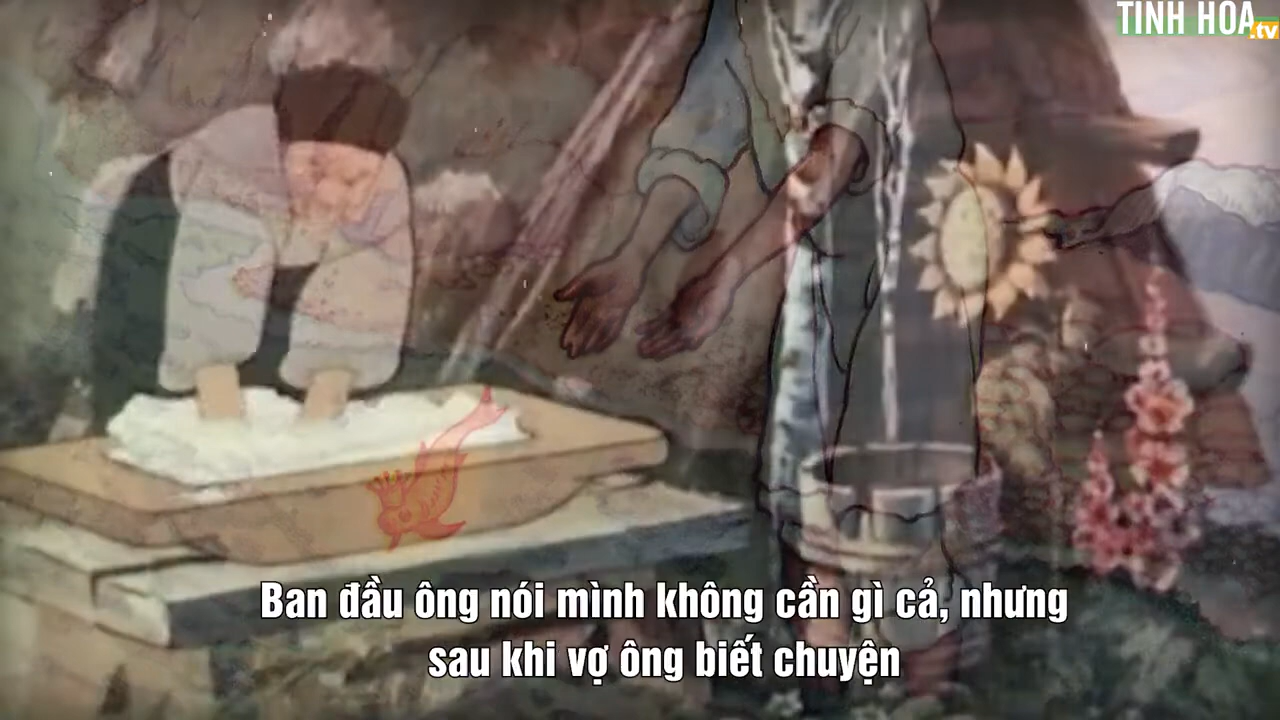 TINH HOA
.tv
Ban đầu ông nói mình không cần gì cả, nhưng
sau khi vợ ông biết chuyện